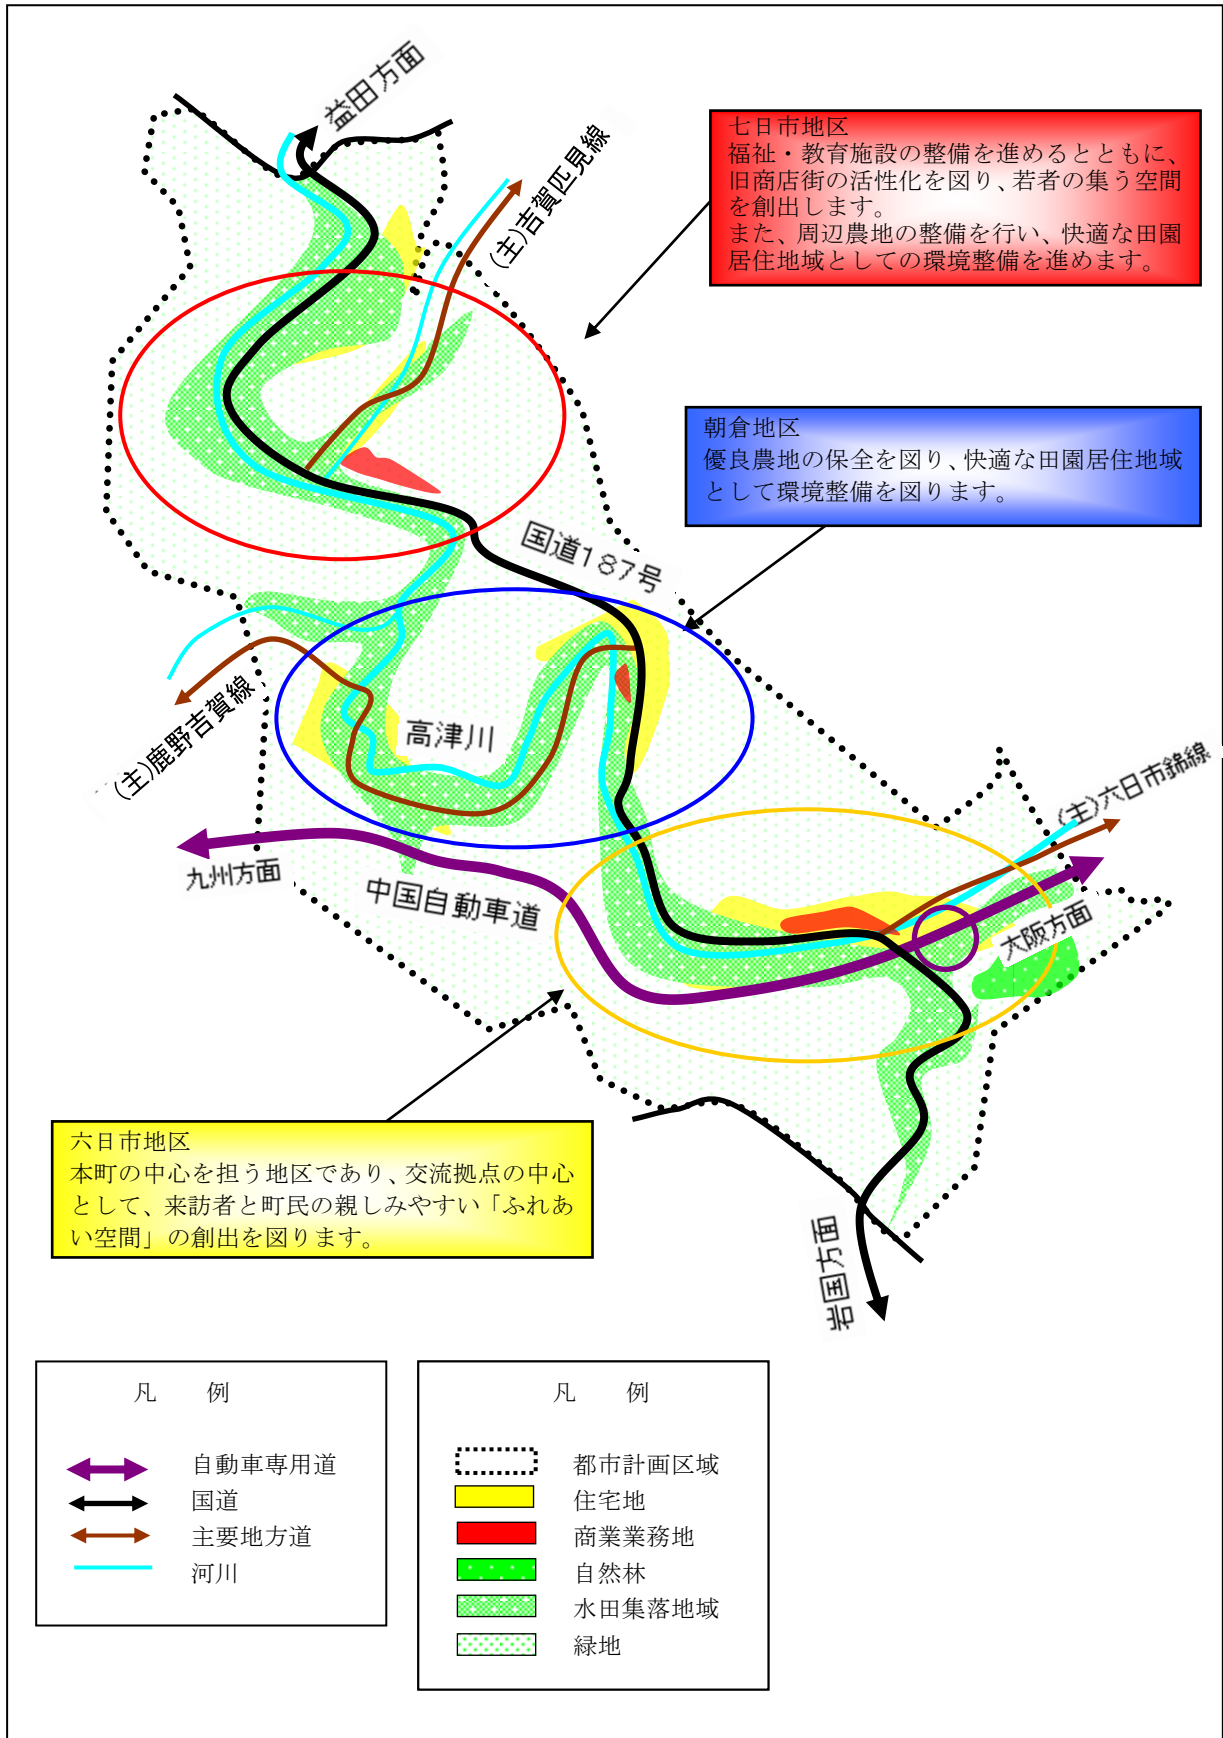 益田方面
(主)吉賀匹見線
七日市地区
福祉・教育施設の整備を進めるとともに、
旧商店街の活性化を図り、若者の集う空間
を創出します。
また、周辺農地の整備を行い、快適な田園
居住地域としての環境整備を進めます。
朝倉地区
優良農地の保全を図り、快適な田園居住地域
として環境整備を図ります。
国道187号
(主)鹿野吉賀線
高津川
(主)六日市錦線
九州方面
中国自動車道
大阪方面
六日市地区
本町の中心を担う地区であり、交流拠点の中心
として、来訪者と町民の親しみやすい「ふれあ
い空間」の創出を図ります。
岩国方面
凡　例
自動車専用道
国道
主要地方道
河川
凡　例
都市計画区域
住宅地
商業業務地
自然林
水田集落地域
緑地